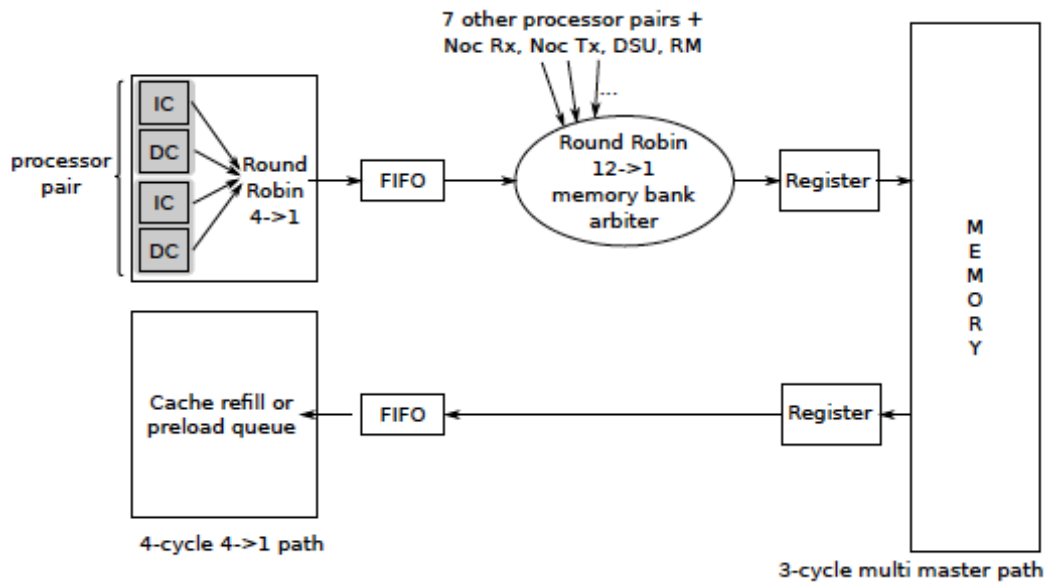 7 other processor pairs +
Noc Rx, Noc Tx, DSU, RM
...
processor
pair
IC
DC
IC
DC
Round
Robin
4->1
FIFO
Round Robin
12->1
memory bank
arbiter
Register
M
E
M
O
R
Y
Cache refill or
preload queue
FIFO
Register
4-cycle 4->1 path
3-cycle multi master path